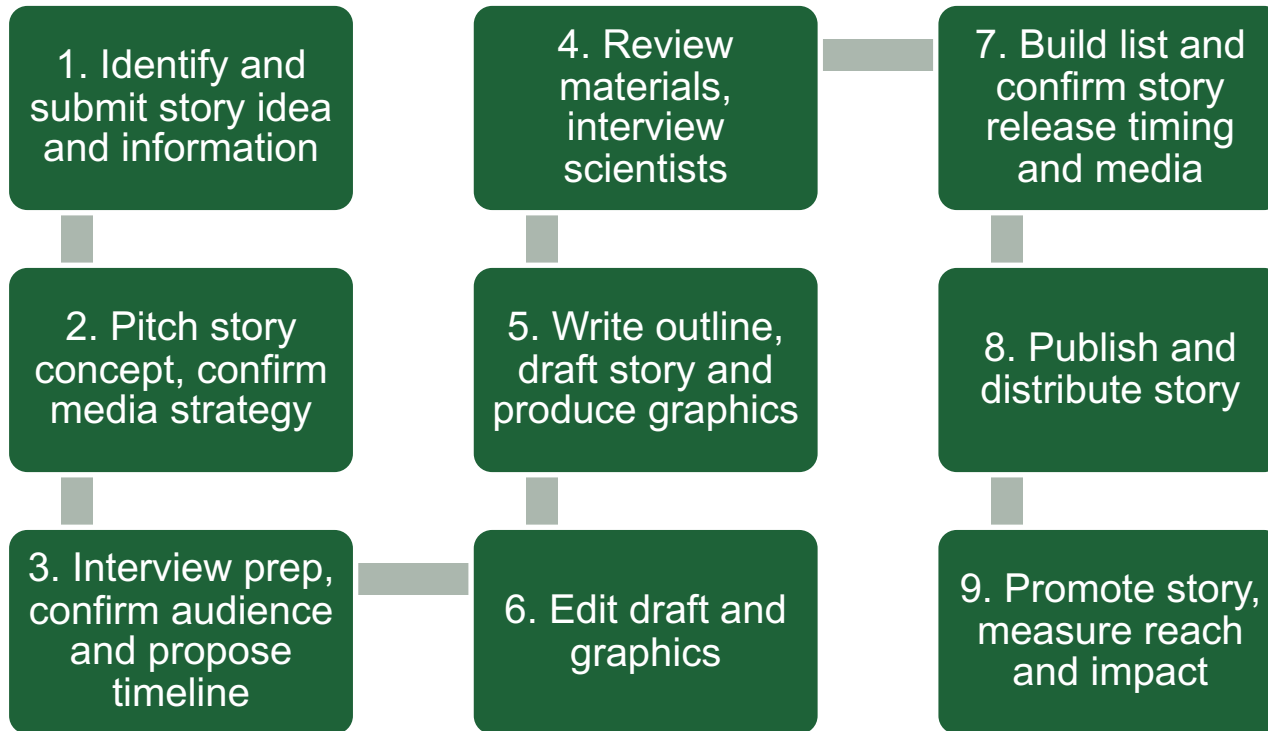 1. Identify and
submit story idea
and information
2. Pitch story
concept, confirm
media strategy
3. Interview prep,
confirm audience
and propose
timeline
4. Review
materials,
interview
scientists
5. Write outline,
draft story and
produce graphics
6. Edit draft and
graphics
7. Build list and
confirm story
release timing
and media
8. Publish and
distribute story
9. Promote story,
measure reach
and impact